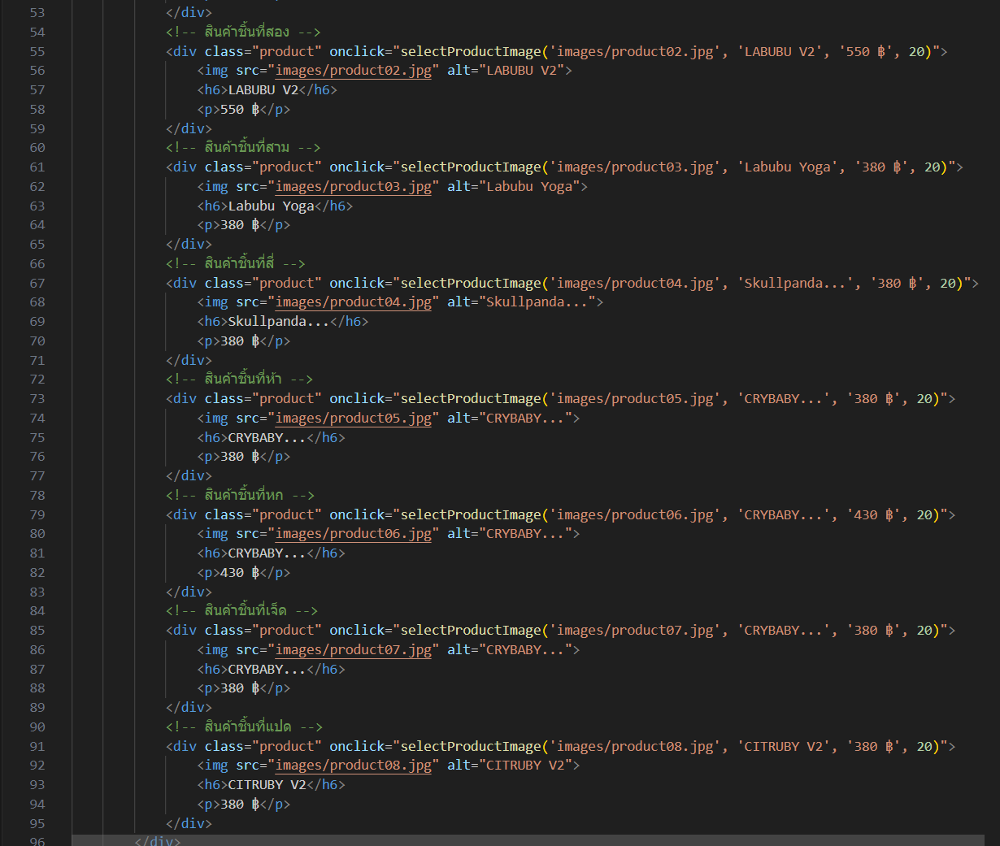 53 </div>
54 <!-- สินค้าชิ้นที่สอง -->
55 <div class="product" onclick="selectProductImage('images/product02.jpg', 'LABUBU V2', '550 ฿', 20)">
56 <img src="images/product02.jpg" alt="LABUBU V2">
57 <h6>LABUBU V2</h6>
58 <p>550 ฿</p>
59 </div>
60 <!-- สินค้าชิ้นที่สาม -->
61 <div class="product" onclick="selectProductImage('images/product03.jpg', 'Labubu Yoga', '380 ฿', 20)">
62 <img src="images/product03.jpg" alt="Labubu Yoga">
63 <h6>Labubu Yoga</h6>
64 <p>380 ฿</p>
65 </div>
66 <!-- สินค้าชิ้นที่สี่ -->
67 <div class="product" onclick="selectProductImage('images/product04.jpg', 'Skullpanda...', '380 ฿', 20)">
68 <img src="images/product04.jpg" alt="Skullpanda...">
69 <h6>Skullpanda...</h6>
70 <p>380 ฿</p>
71 </div>
72 <!-- สินค้าชิ้นที่ห้า -->
73 <div class="product" onclick="selectProductImage('images/product05.jpg', 'CRYBABY...', '380 ฿', 20)">
74 <img src="images/product05.jpg" alt="CRYBABY...">
75 <h6>CRYBABY...</h6>
76 <p>380 ฿</p>
77 </div>
78 <!-- สินค้าชิ้นที่หก -->
79 <div class="product" onclick="selectProductImage('images/product06.jpg', 'CRYBABY...', '430 ฿', 20)">
80 <img src="images/product06.jpg" alt="CRYBABY...">
81 <h6>CRYBABY...</h6>
82 <p>430 ฿</p>
83 </div>
84 <!-- สินค้าชิ้นที่เจ็ด -->
85 <div class="product" onclick="selectProductImage('images/product07.jpg', 'CRYBABY...', '380 ฿', 20)">
86 <img src="images/product07.jpg" alt="CRYBABY...">
87 <h6>CRYBABY...</h6>
88 <p>380 ฿</p>
89 </div>
90 <!-- สินค้าชิ้นที่แปด -->
91 <div class="product" onclick="selectProductImage('images/product08.jpg', 'CITRUBY V2', '380 ฿', 20)">
92 <img src="images/product08.jpg" alt="CITRUBY V2">
93 <h6>CITRUBY V2</h6>
94 <p>380 ฿</p>
95 </div>
96 </div>